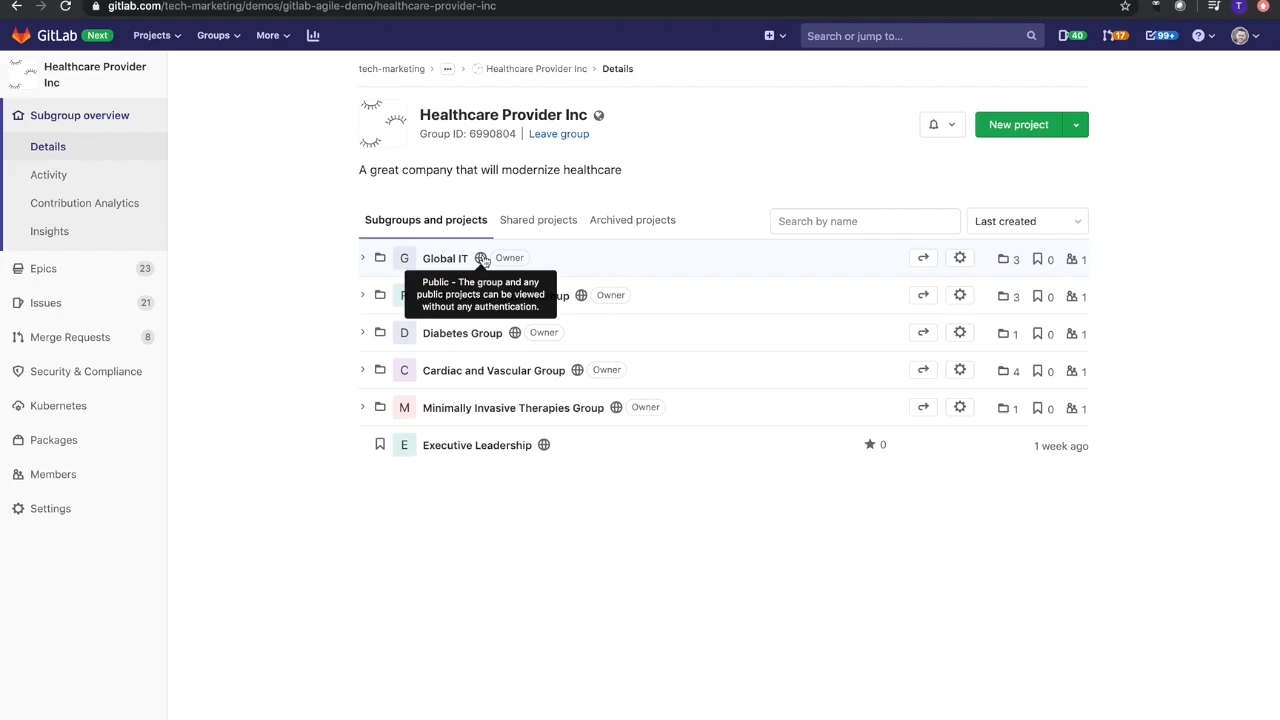 gitlab.com/tech-marketing/demos/gitlab-agile-demo/healthcare-provider-inc
T
GitLab Next Projects Groups More Search or jump to... 40 17 99+
Healthcare Provider
Inc
tech-marketing > ... > Healthcare Provider Inc > Details
Subgroup overview
Details
Activity
Contribution Analytics
Insights
Epics 23
Issues 21
Merge Requests 8
Security & Compliance
Kubernetes
Packages
Members
Settings
Healthcare Provider Inc
Group ID: 6990804 | Leave group
New project
A great company that will modernize healthcare
Subgroups and projects Shared projects Archived projects Search by name Last created
G Global IT Owner 3 0 1
Public - The group and any
public projects can be viewed
without any authentication.
up Owner 3 0 1
D Diabetes Group Owner 1 0 1
C Cardiac and Vascular Group Owner 4 0 1
M Minimally Invasive Therapies Group Owner 1 0 1
E Executive Leadership 0 1 week ago